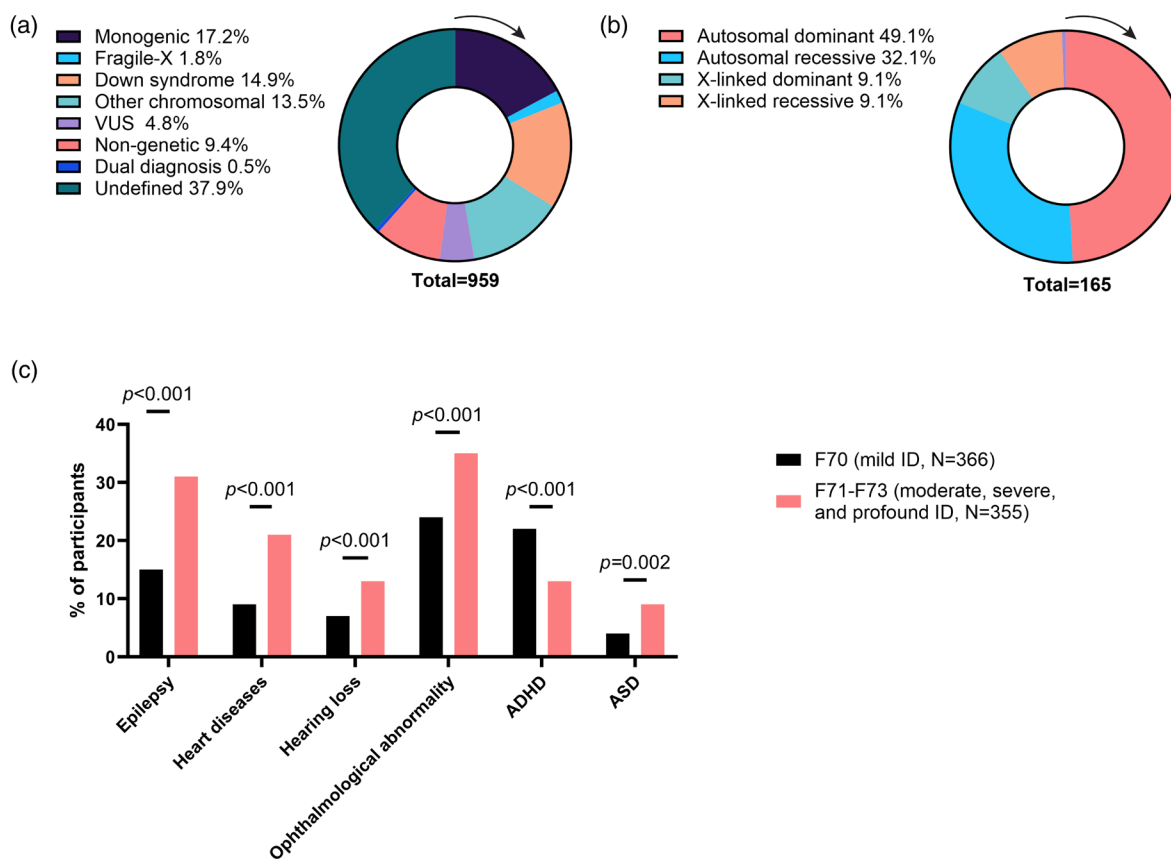 (a)
Monogenic 17.2%
Fragile-X 1.8%
Down syndrome 14.9%
Other chromosomal 13.5%
VUS 4.8%
Non-genetic 9.4%
Dual diagnosis 0.5%
Undefined 37.9%
Total=959
(b)
Autosomal dominant 49.1%
Autosomal recessive 32.1%
X-linked dominant 9.1%
X-linked recessive 9.1%
Total=165
(c)
% of participants
40
30
20
10
0
p<0.001
p<0.001
p<0.001
p<0.001
p<0.001
p=0.002
Epilepsy
Heart diseases
Hearing loss
Ophthalmological abnormality
ADHD
ASD
F70 (mild ID, N=366)
F71-F73 (moderate, severe,
and profound ID, N=355)